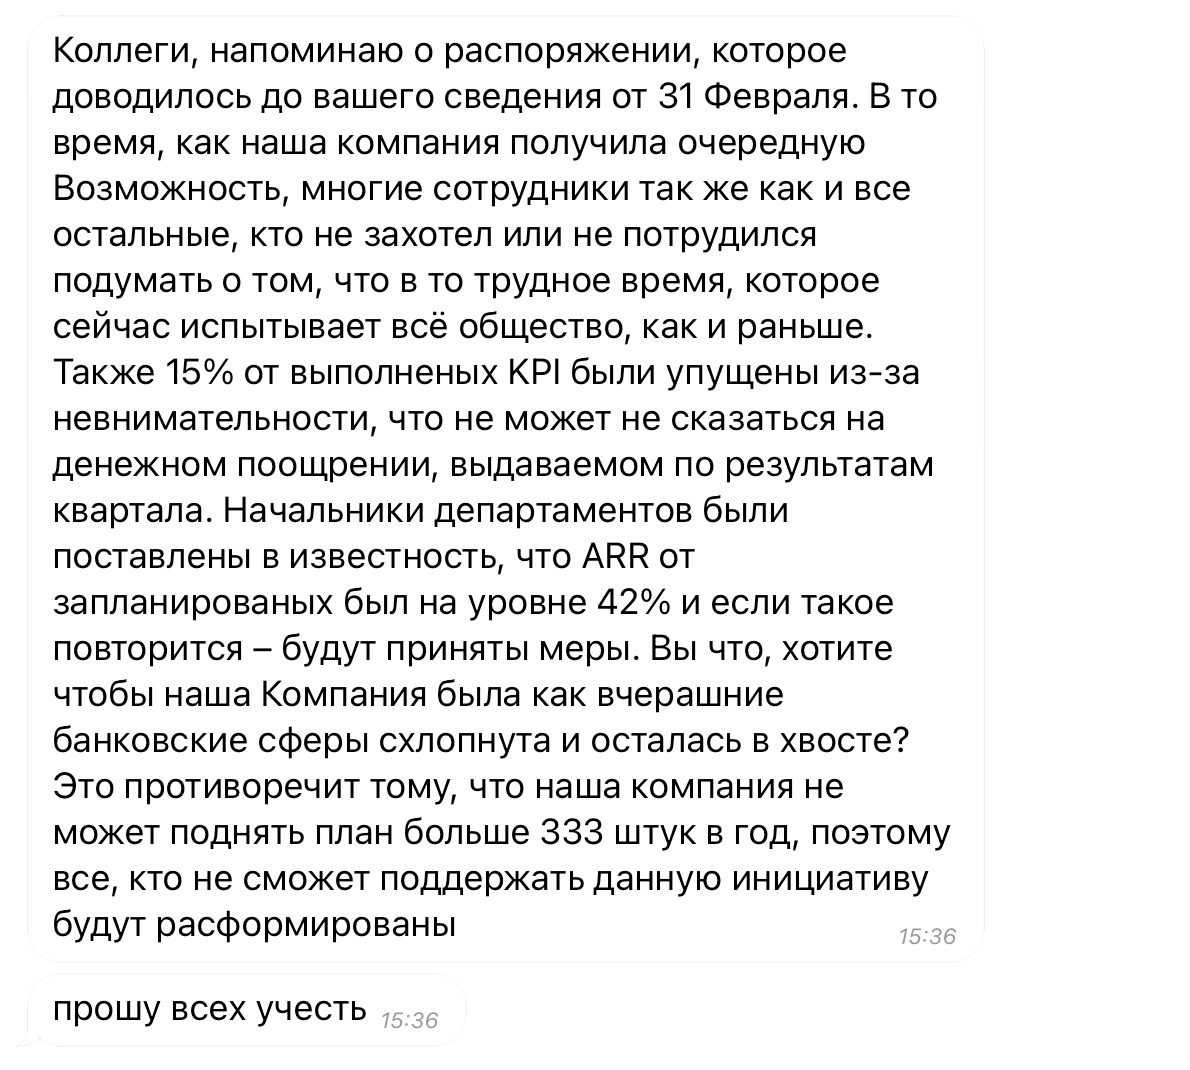 Коллеги, напоминаю о распоряжении, которое
доводилось до вашего сведения от 31 Февраля. В то
время, как наша компания получила очередную
Возможность, многие сотрудники так же как и все
остальные, кто не захотел или не потрудился
подумать о том, что в то трудное время, которое
сейчас испытывает всё общество, как и раньше.
Также 15% от выполненых KPI были упущены из-за
невнимательности, что не может не сказаться на
денежном поощрении, выдаваемом по результатам
квартала. Начальники департаментов были
поставлены в известность, что ARR от
запланированых был на уровне 42% и если такое
повторится – будут приняты меры. Вы что, хотите
чтобы наша Компания была как вчерашние
банковские сферы схлопнута и осталась в хвосте?
Это противоречит тому, что наша компания не
может поднять план больше 333 штук в год, поэтому
все, кто не сможет поддержать данную инициативу
будут расформированы
15:36
прошу всех учесть 15:36